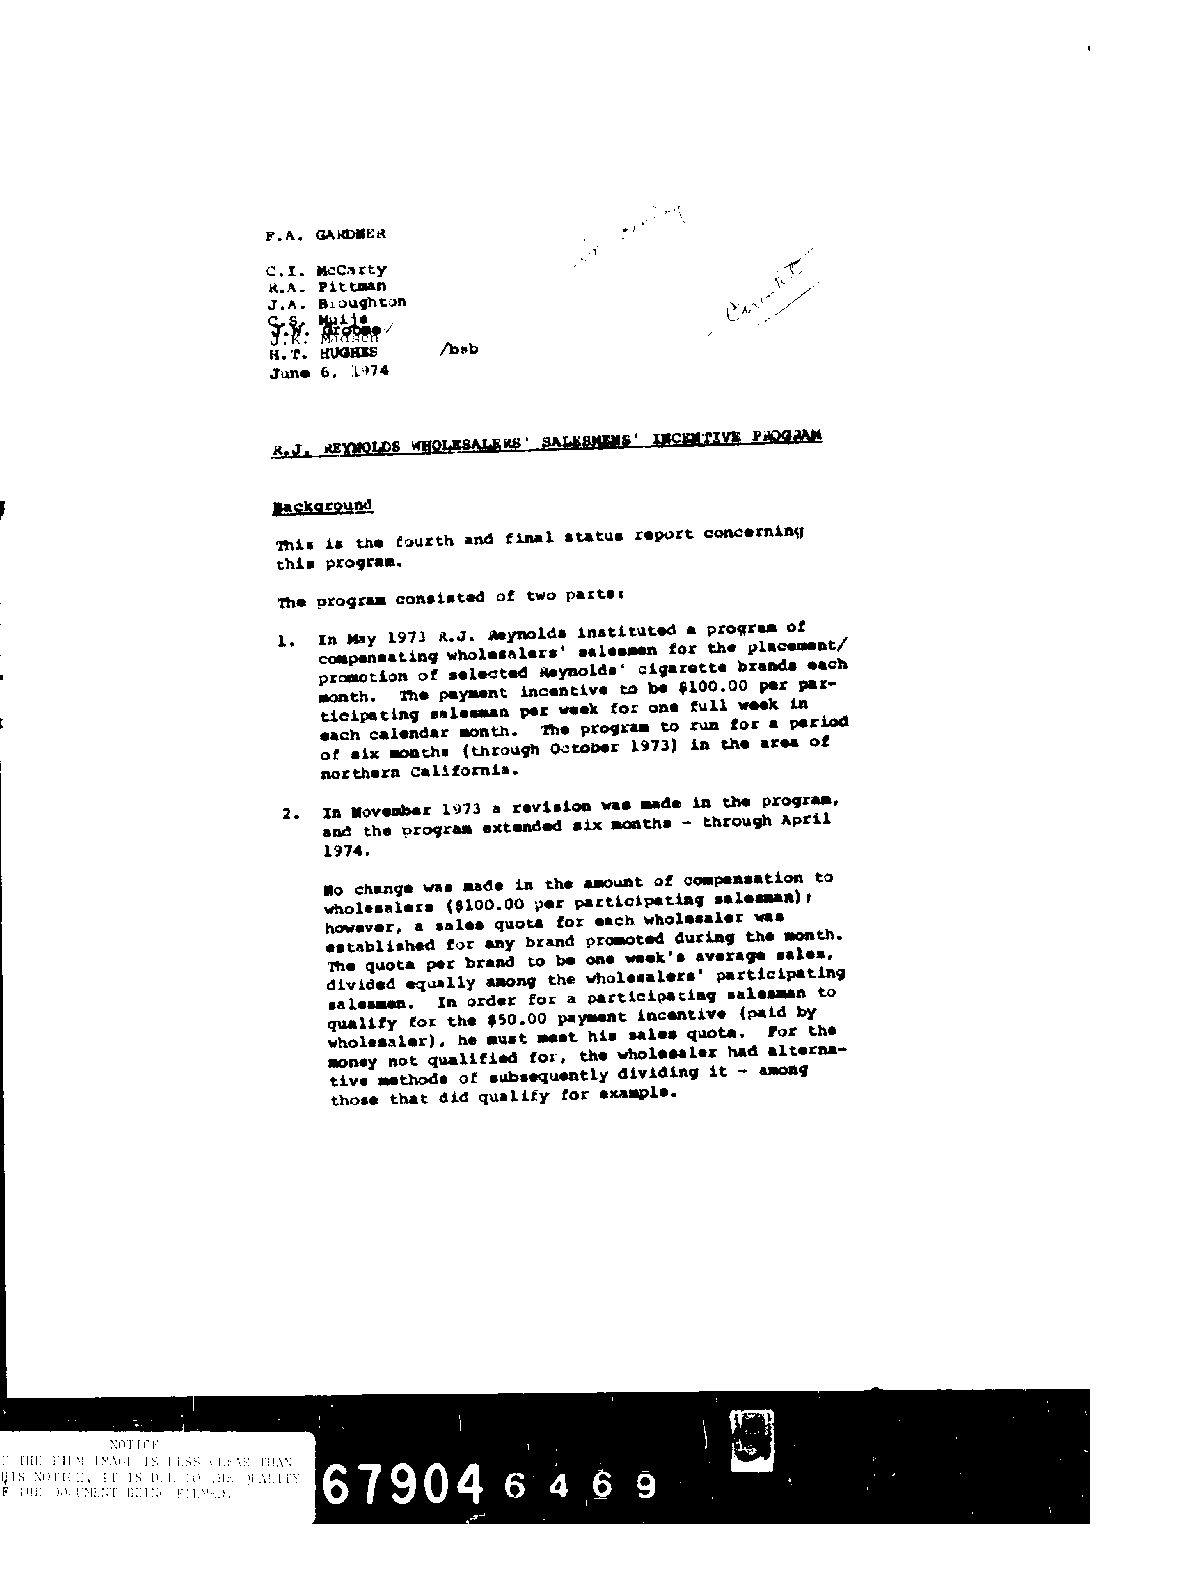 F.A. GARDNER
C.I. McCarty
R.A. Pittman
J.A. Broughton
C.S. Muije
J.W. Groome
J.K. Madsen
H.T. HUGHES /bsb
June 6, 1974
R.J. REYNOLDS WHOLESALERS' SALESMENS' INCENTIVE PROGRAM
Background
This is the fourth and final status report concerning
this program.
The program consisted of two parts:
1. In May 1973 R.J. Reynolds instituted a program of
compensating wholesalers' salesmen for the placement/
promotion of selected Reynolds' cigarette brands each
month. The payment incentive to be $100.00 per par-
ticipating salesman per week for one full week in
each calendar month. The program to run for a period
of six months (through October 1973) in the area of
northern California.
2. In November 1973 a revision was made in the program,
and the program extended six months - through April
1974.
No change was made in the amount of compensation to
wholesalers ($100.00 per participating salesman);
however, a sales quota for each wholesaler was
established for any brand promoted during the month.
The quota per brand to be one week's average sales,
divided equally among the wholesalers' participating
salesmen. In order for a participating salesman to
qualify for the $50.00 payment incentive (paid by
wholesaler), he must meet his sales quota. For the
money not qualified for, the wholesaler had alterna-
tive methods of subsequently dividing it - among
those that did qualify for example.
NOTICE
THE FILM IMAGE IS LESS CLEAR THAN
THIS NOTICE, IT IS DUE TO THE QUALITY
OF THE DOCUMENT BEING FILMED.
67904 6469